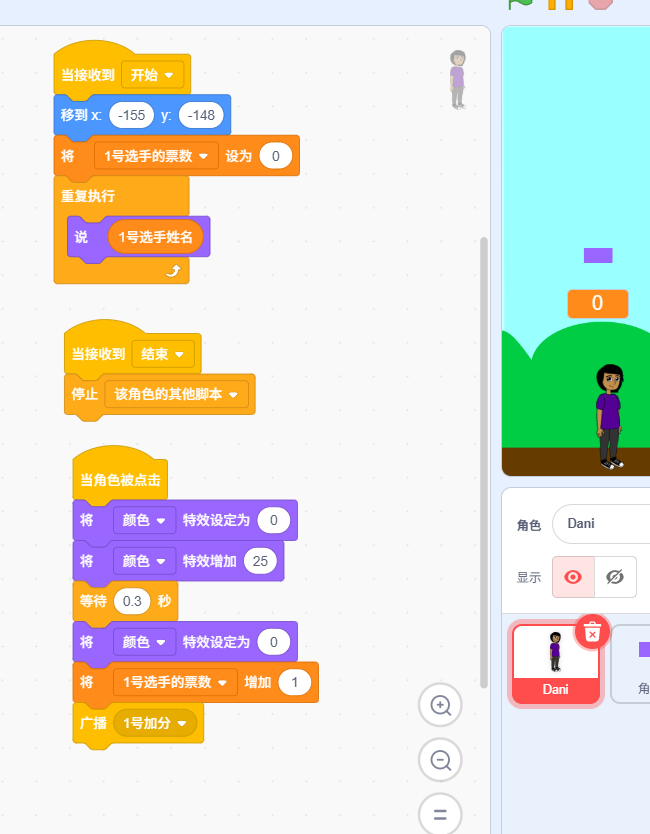 当接收到 开始
移到 x: -155 y: -148
将 1号选手的票数 设为 0
重复执行
说 1号选手姓名
当接收到 结束
停止 该角色的其他脚本
当角色被点击
将 颜色 特效设定为 0
将 颜色 特效增加 25
等待 0.3 秒
将 颜色 特效设定为 0
将 1号选手的票数 增加 1
广播 1号加分
0
角色 Dani
显示
Dani
角